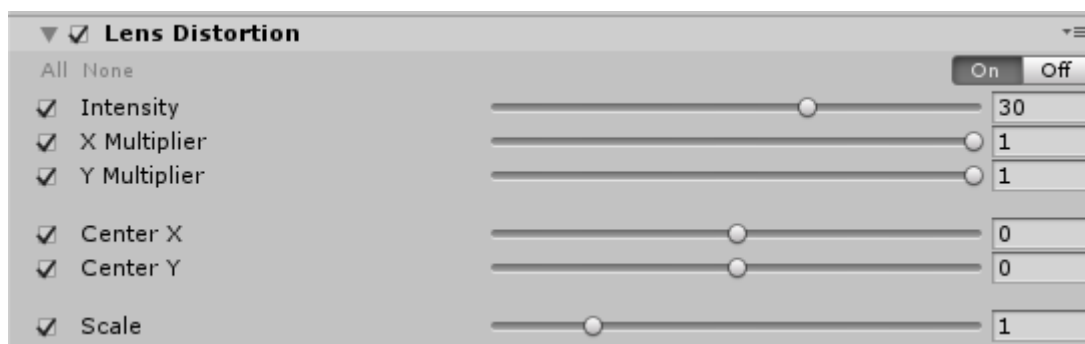 Lens Distortion
All None On Off
Intensity 30
X Multiplier 1
Y Multiplier 1
Center X 0
Center Y 0
Scale 1